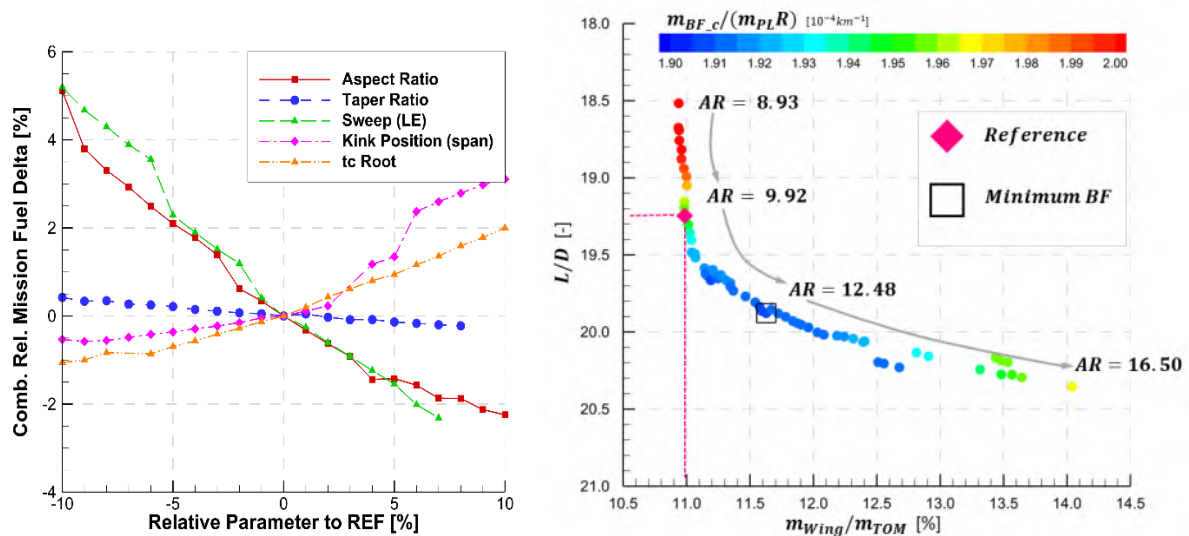 Comb. Rel. Mission Fuel Delta [%]
6
4
2
0
-2
-4
-10
-5
0
5
10
Relative Parameter to REF [%]
Aspect Ratio
Taper Ratio
Sweep (LE)
Kink Position (span)
tc Root
L/D [-]
18.0
18.5
19.0
19.5
20.0
20.5
21.0
10.5 11.0 11.5 12.0 12.5 13.0 13.5 14.0 14.5
m_Wing/m_TOM [%]
m_BF_c/(m_PL R) [10⁻⁴km⁻¹]
1.90 1.91 1.92 1.93 1.94 1.95 1.96 1.97 1.98 1.99 2.00
AR = 8.93
AR = 9.92
AR = 12.48
AR = 16.50
Reference
Minimum BF